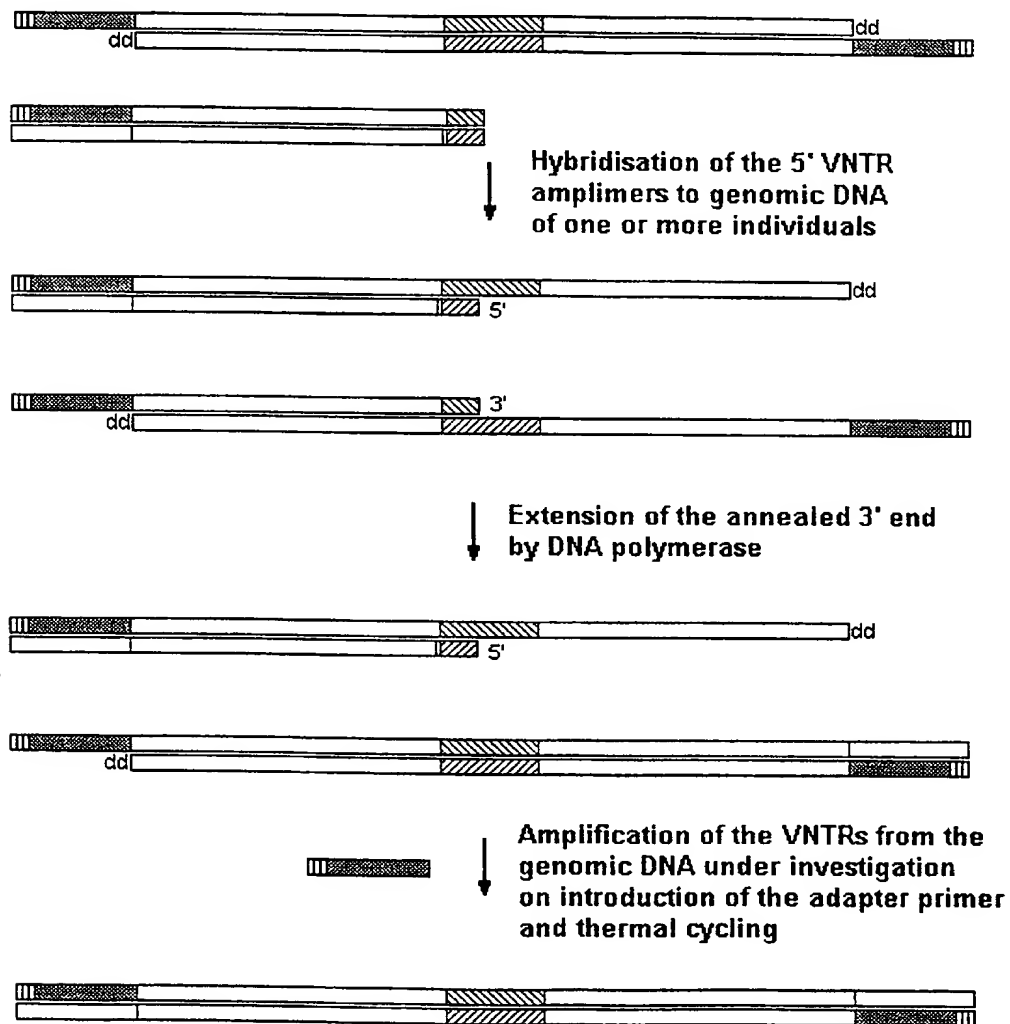 dd
dd
Hybridisation of the 5' VNTR
amplimers to genomic DNA
of one or more individuals
dd
5'
3'
dd
Extension of the annealed 3' end
by DNA polymerase
dd
5'
dd
Amplification of the VNTRs from the
genomic DNA under investigation
on introduction of the adapter primer
and thermal cycling